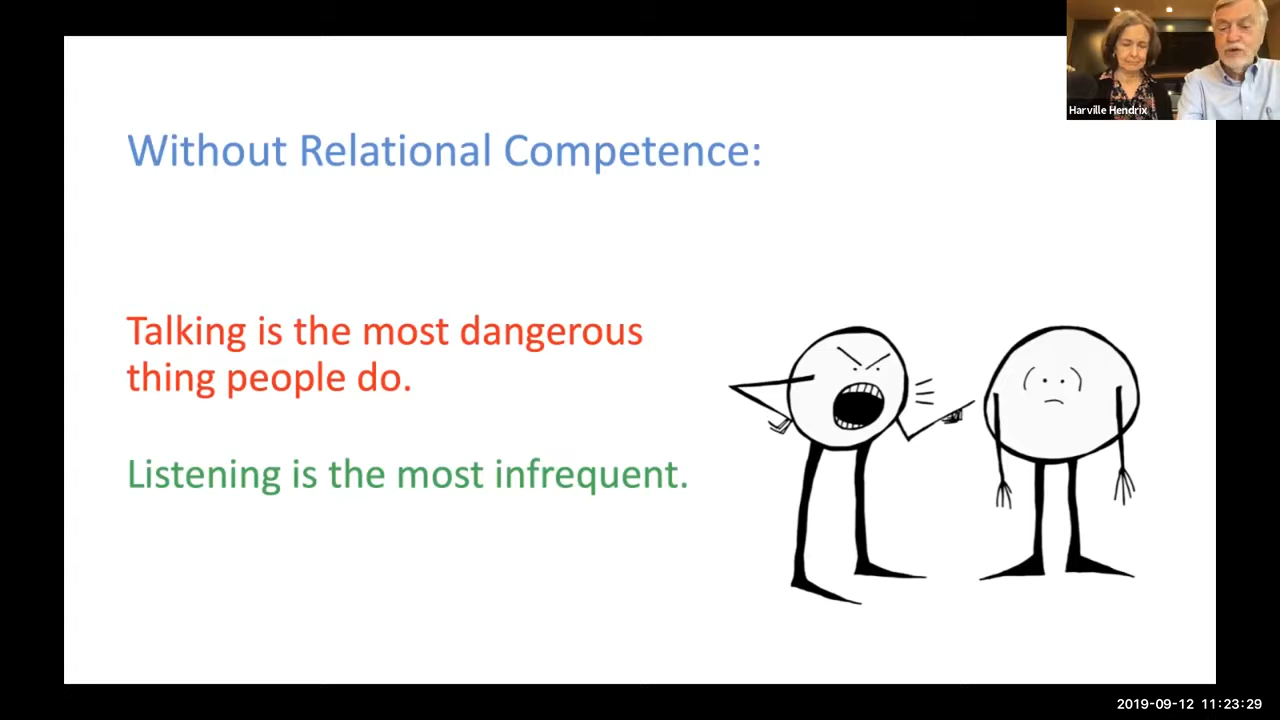 Harville Hendrix
Without Relational Competence:
Talking is the most dangerous
thing people do.
Listening is the most infrequent.
2019-09-12 11:23:29